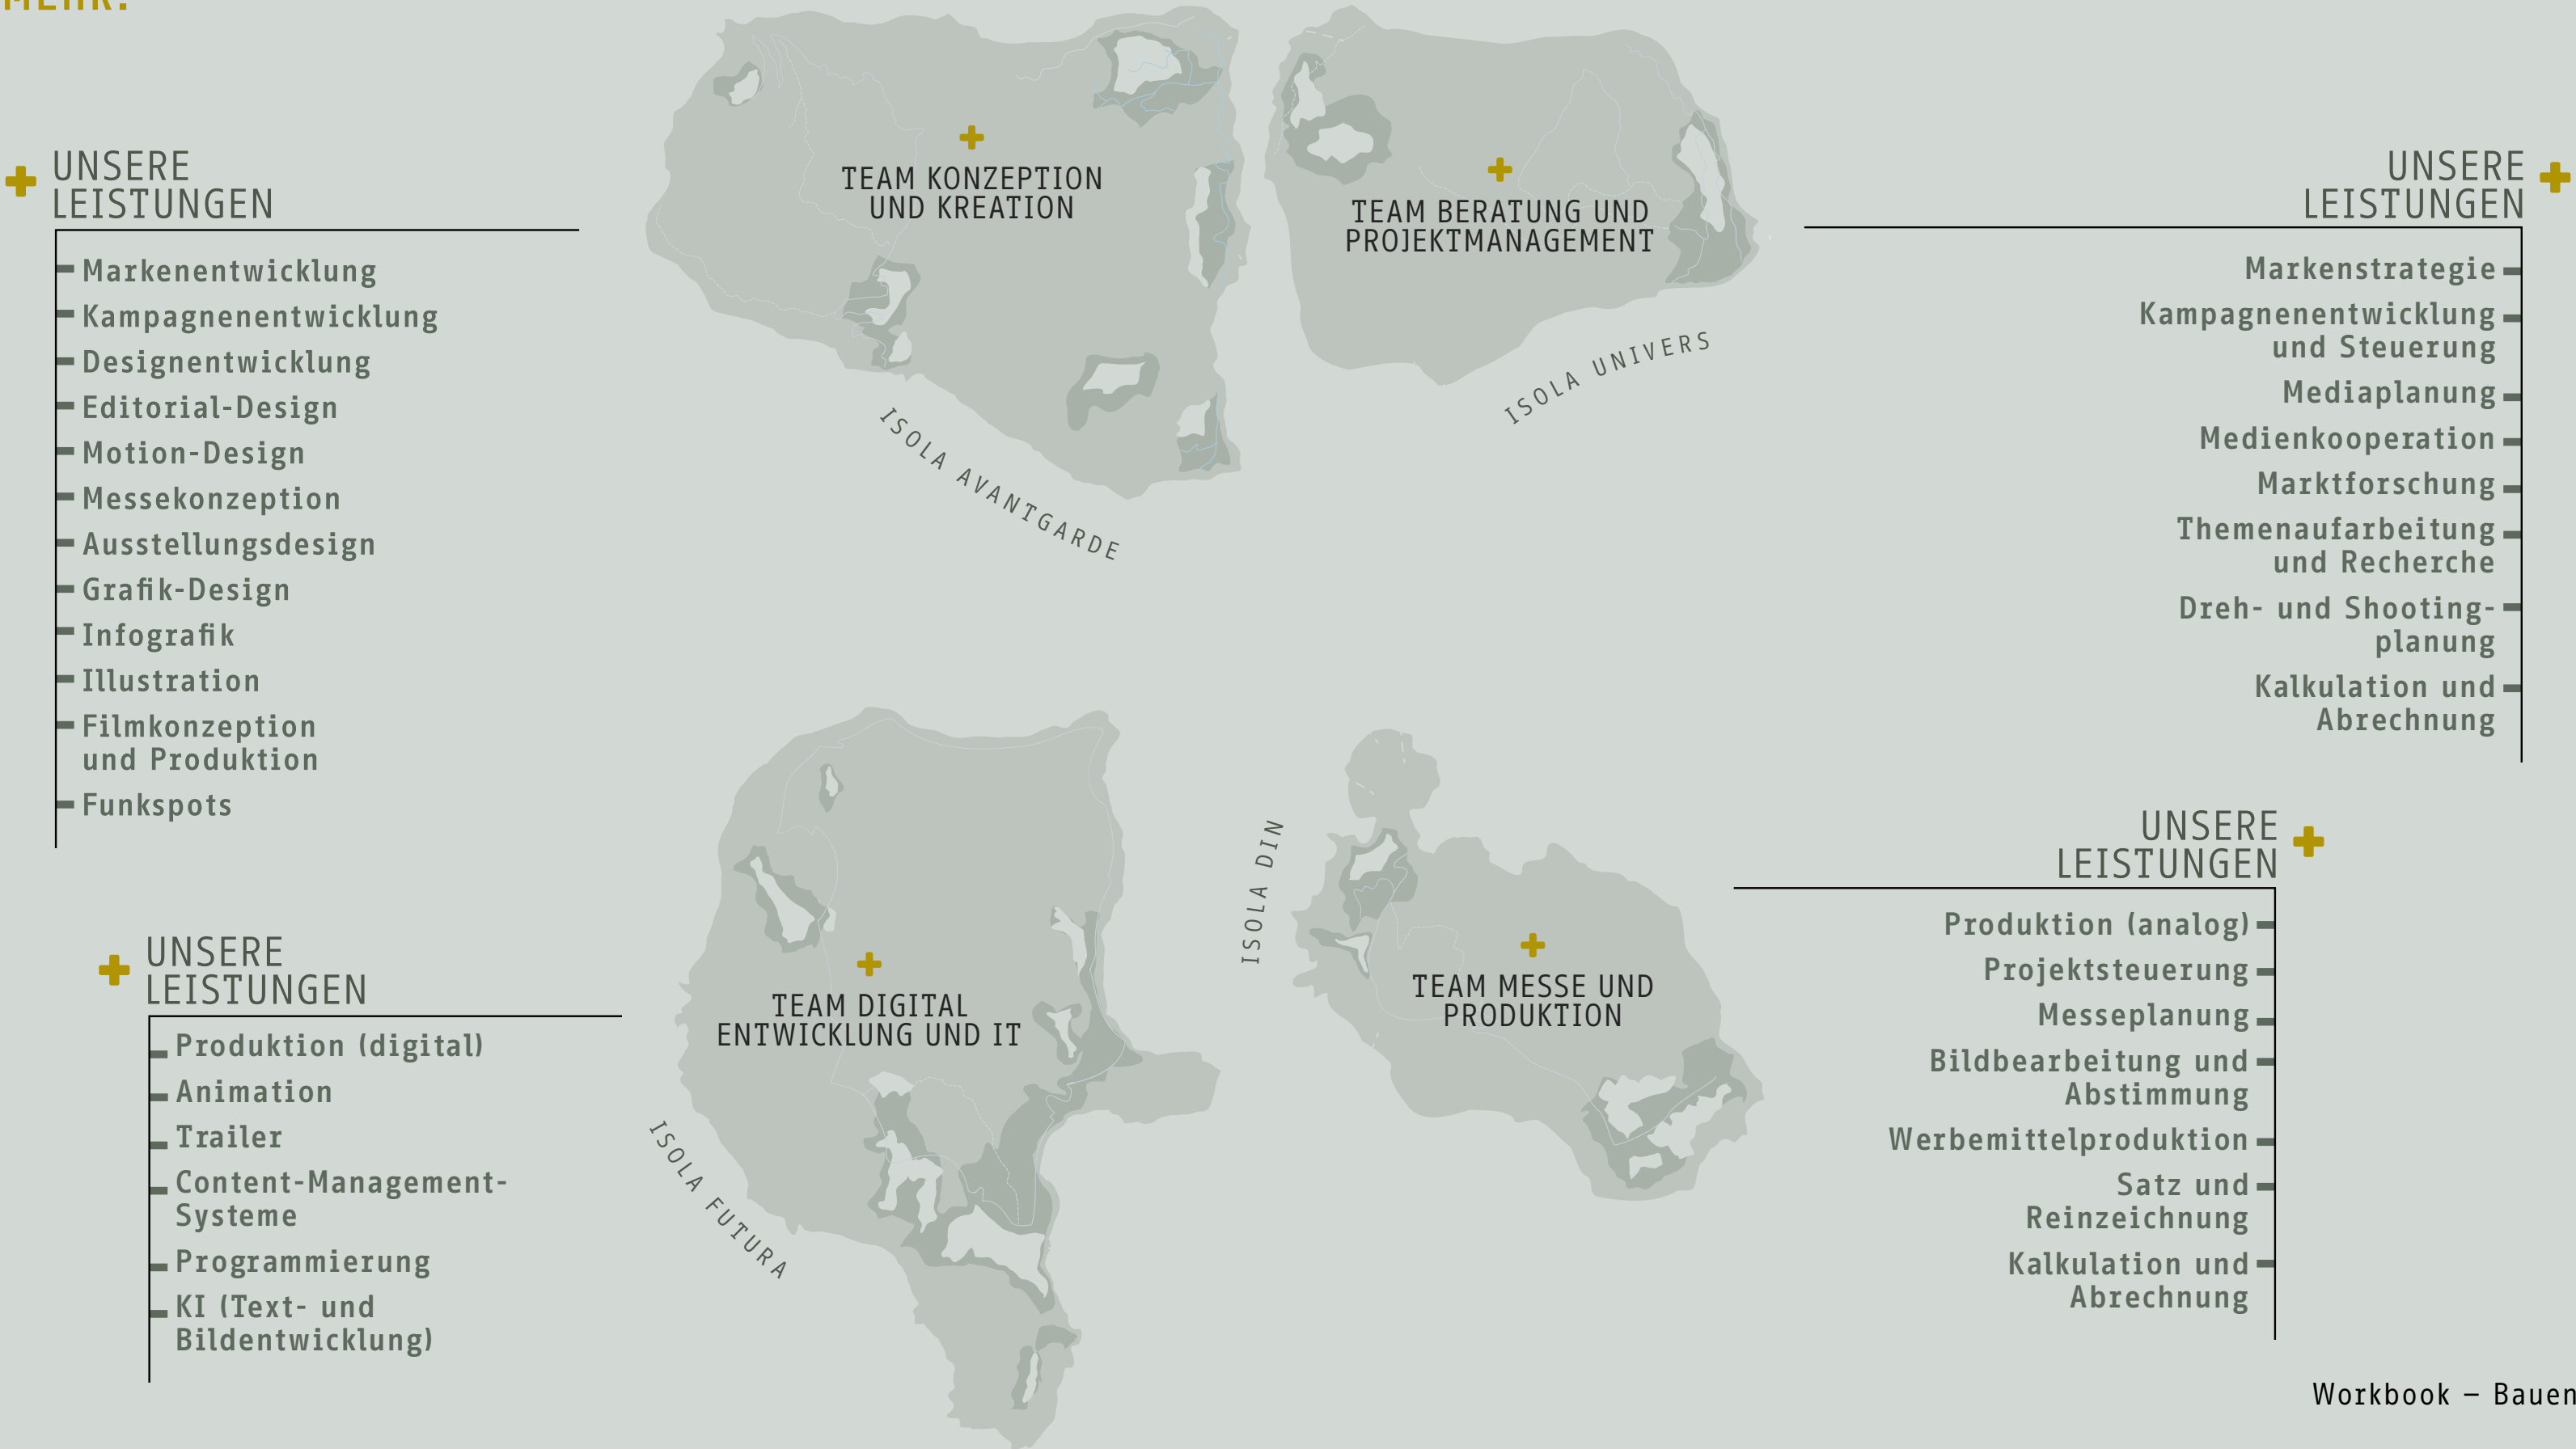 MEHR.
UNSERE
LEISTUNGEN
Markenentwicklung
Kampagnenentwicklung
Designentwicklung
Editorial-Design
Motion-Design
Messekonzeption
Ausstellungsdesign
Grafik-Design
Infografik
Illustration
Filmkonzeption
und Produktion
Funkspots
TEAM KONZEPTION
UND KREATION
ISOLA AVANTGARDE
TEAM BERATUNG UND
PROJEKTMANAGEMENT
ISOLA UNIVERS
UNSERE
LEISTUNGEN
Markenstrategie
Kampagnenentwicklung
und Steuerung
Mediaplanung
Medienkooperation
Marktforschung
Themenaufarbeitung
und Recherche
Dreh- und Shooting-
planung
Kalkulation und
Abrechnung
UNSERE
LEISTUNGEN
Produktion (digital)
Animation
Trailer
Content-Management-
Systeme
Programmierung
KI (Text- und
Bildentwicklung)
TEAM DIGITAL
ENTWICKLUNG UND IT
ISOLA FUTURA
ISOLA DIN
TEAM MESSE UND
PRODUKTION
UNSERE
LEISTUNGEN
Produktion (analog)
Projektsteuerung
Messeplanung
Bildbearbeitung und
Abstimmung
Werbemittelproduktion
Satz und
Reinzeichnung
Kalkulation und
Abrechnung
Workbook – Bauen